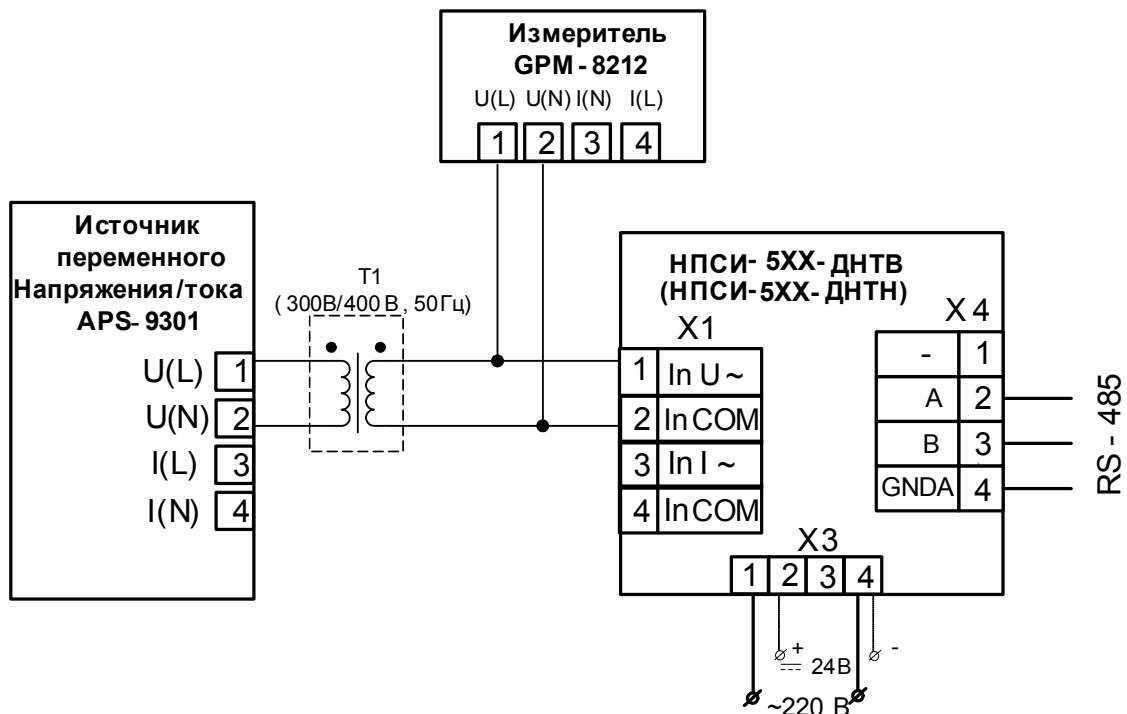 Измеритель
GPM - 8212
U(L) U(N) I(N) I(L)
1 2 3 4
Источник
переменного
Напряжения/тока
APS- 9301
U(L) 1
U(N) 2
I(L) 3
I(N) 4
T1
( 300В/400 В , 50Гц)
НПСИ- 5ХХ- ДНТВ
(НПСИ-5ХХ- ДНТН)
X1
1 In U ~
2 In COM
3 In I ~
4 In COM
X 4
- 1
A 2
B 3
GNDA 4
RS - 485
X3
1 2 3 4
+ 24В -
~220 В